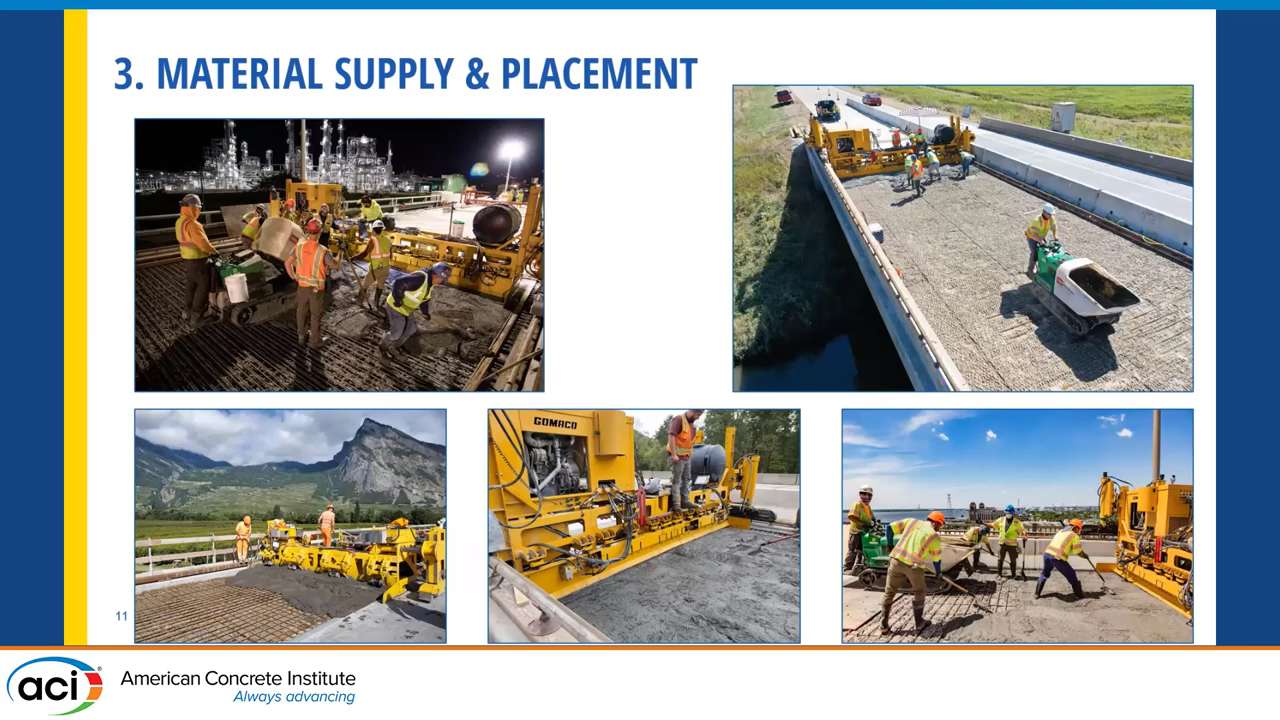 3. MATERIAL SUPPLY & PLACEMENT
GOMACO
11
aci®
American Concrete Institute
Always advancing